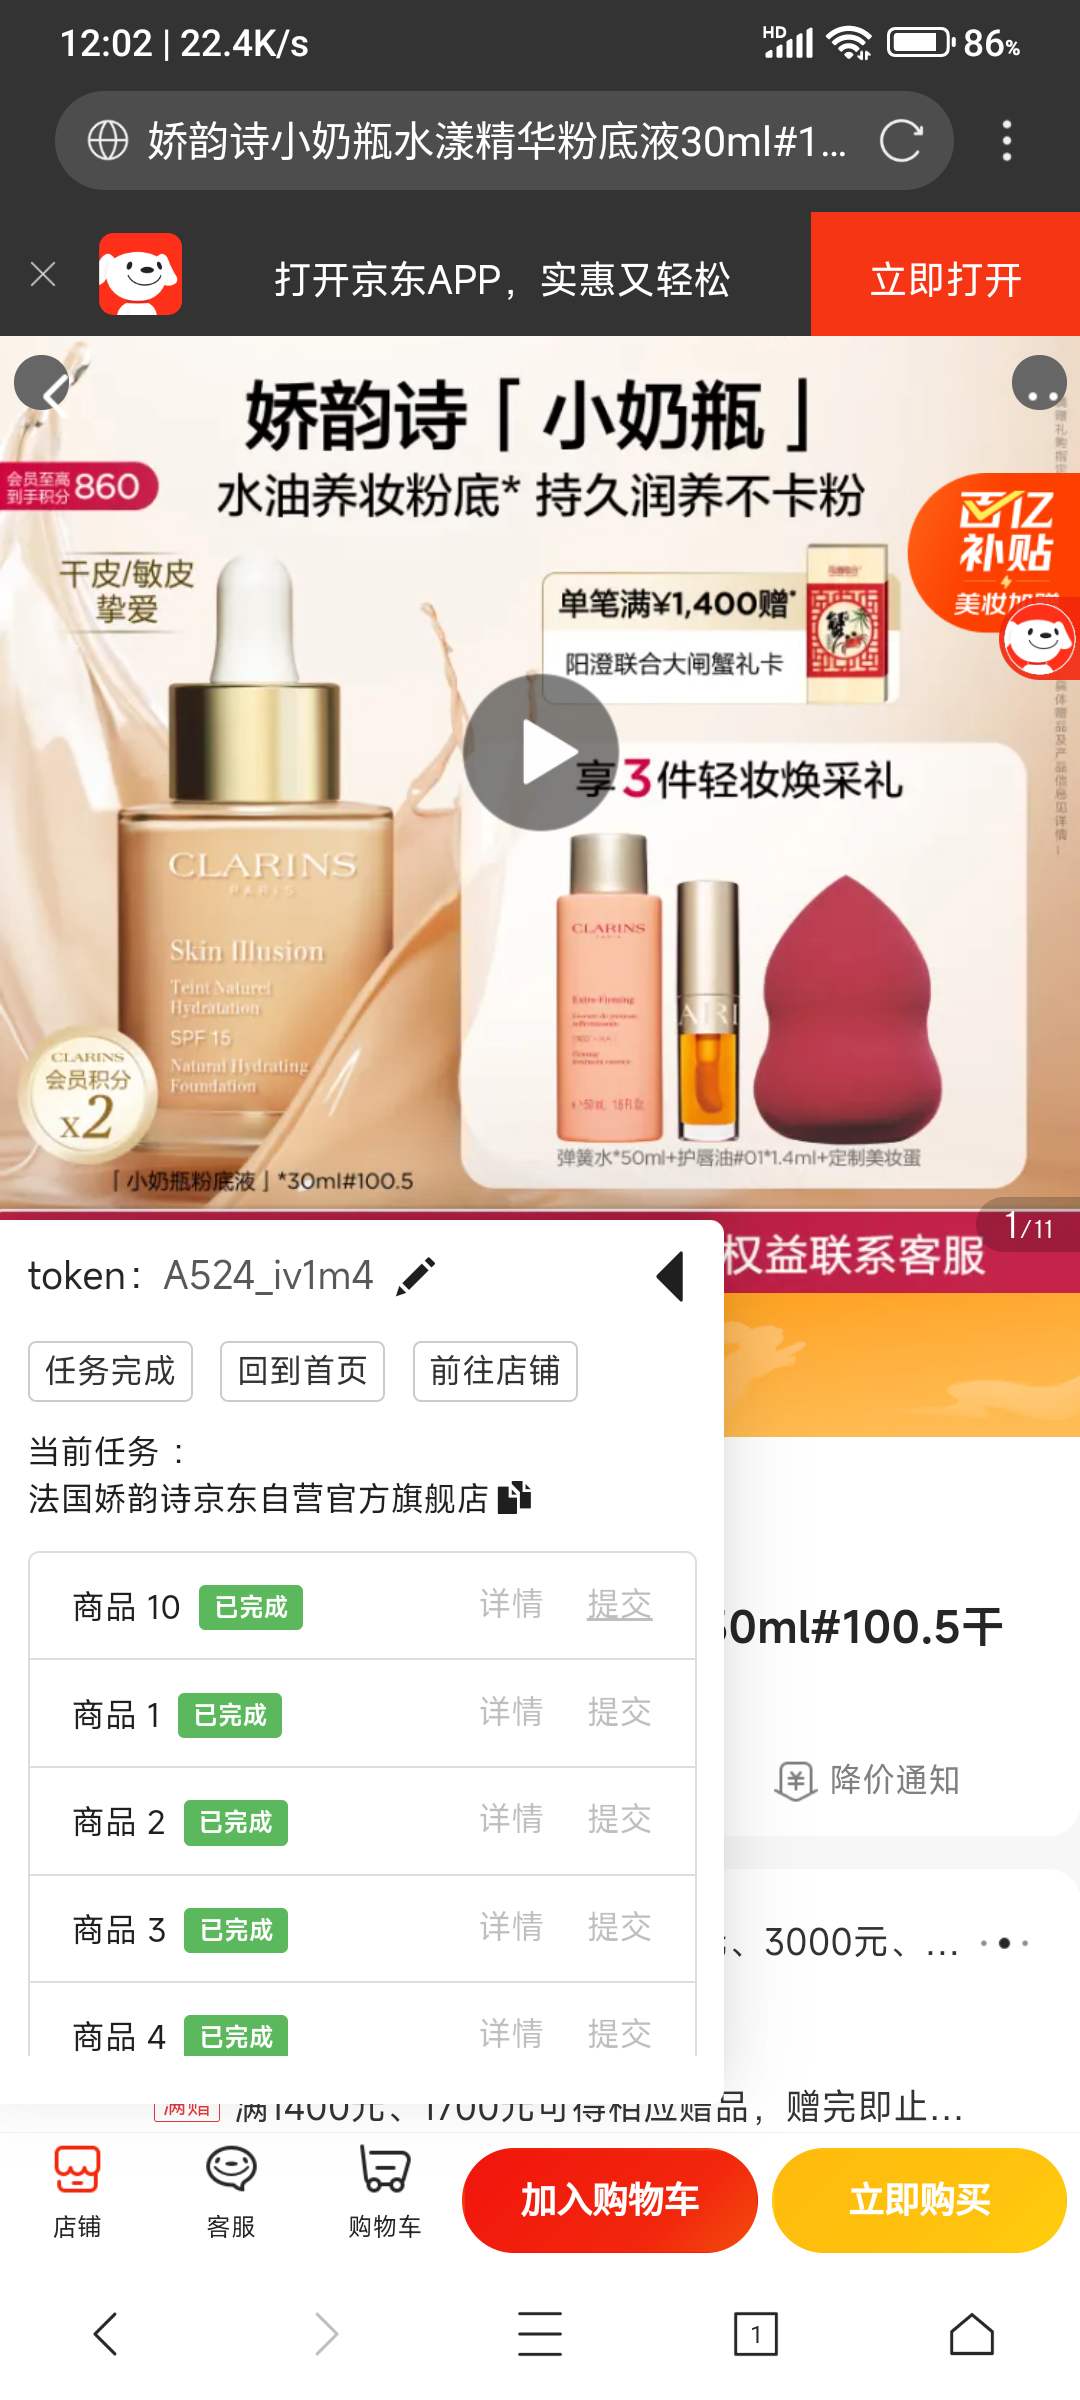 12:02 | 22.4K/s
HD
86%
娇韵诗小奶瓶水漾精华粉底液30ml#1...
打开京东APP，实惠又轻松
立即打开
娇韵诗「小奶瓶」
水油养妆粉底* 持久润养不卡粉
会员至高
到手积分860
百亿
补贴
干皮/敏皮
挚爱
单笔满¥1,400赠*
阳澄联合大闸蟹礼卡
享3件轻妆焕采礼
CLARINS
PARIS
Skin Illusion
Teint Naturel
Hydratation
SPF 15
Natural Hydrating
Foundation
CLARINS
Extra-Firming
CLARINS
会员积分
x2
弹簧水*50ml+护唇油#01*1.4ml+定制美妆蛋
「小奶瓶粉底液」*30ml#100.5
1/11
权益联系客服
token: A524_iv1m4
任务完成
回到首页
前往店铺
当前任务：
法国娇韵诗京东自营官方旗舰店
商品 10 已完成 详情 提交
0ml#100.5干
商品 1 已完成 详情 提交
降价通知
商品 2 已完成 详情 提交
商品 3 已完成 详情 提交
、3000元、...
商品 4 已完成 详情 提交
满赠 满1400元、1700元可得相应赠品，赠完即止...
店铺
客服
购物车
加入购物车
立即购买
1